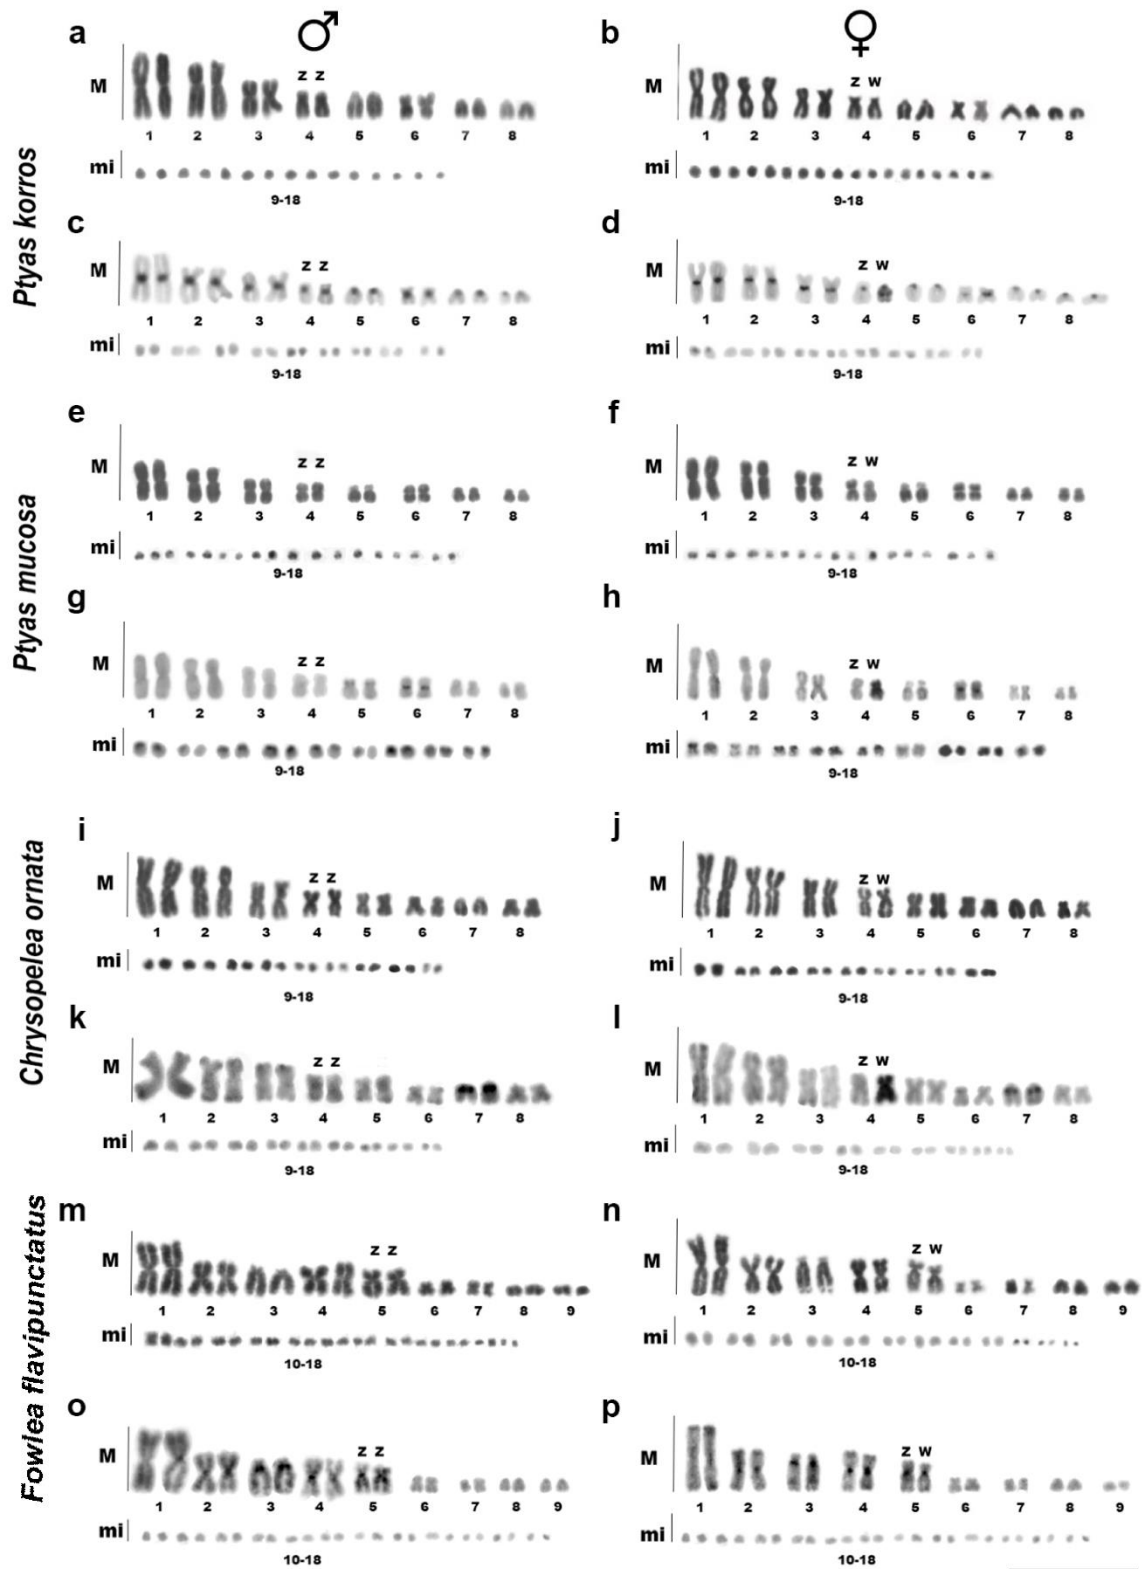 ♂ ♀
a b
z z z w
M M
1 2 3 4 5 6 7 8 1 2 3 4 5 6 7 8
mi mi
9-18 9-18
Ptyas korros
c d
z z z w
M M
1 2 3 4 5 6 7 8 1 2 3 4 5 6 7 8
mi mi
9-18 9-18
e f
z z z w
M M
1 2 3 4 5 6 7 8 1 2 3 4 5 6 7 8
mi mi
9-18 9-18
Ptyas mucosa
g h
z z z w
M M
1 2 3 4 5 6 7 8 1 2 3 4 5 6 7 8
mi mi
9-18 9-18
i j
z z z w
M M
1 2 3 4 5 6 7 8 1 2 3 4 5 6 7 8
mi mi
9-18 9-18
Chrysopelea ornata
k l
z z z w
M M
1 2 3 4 5 6 7 8 1 2 3 4 5 6 7 8
mi mi
9-18 9-18
m n
z z z w
M M
1 2 3 4 5 6 7 8 9 1 2 3 4 5 6 7 8 9
mi mi
10-18 10-18
Fowlea flavipunctatus
o p
z z z w
M M
1 2 3 4 5 6 7 8 9 1 2 3 4 5 6 7 8 9
mi mi
10-18 10-18